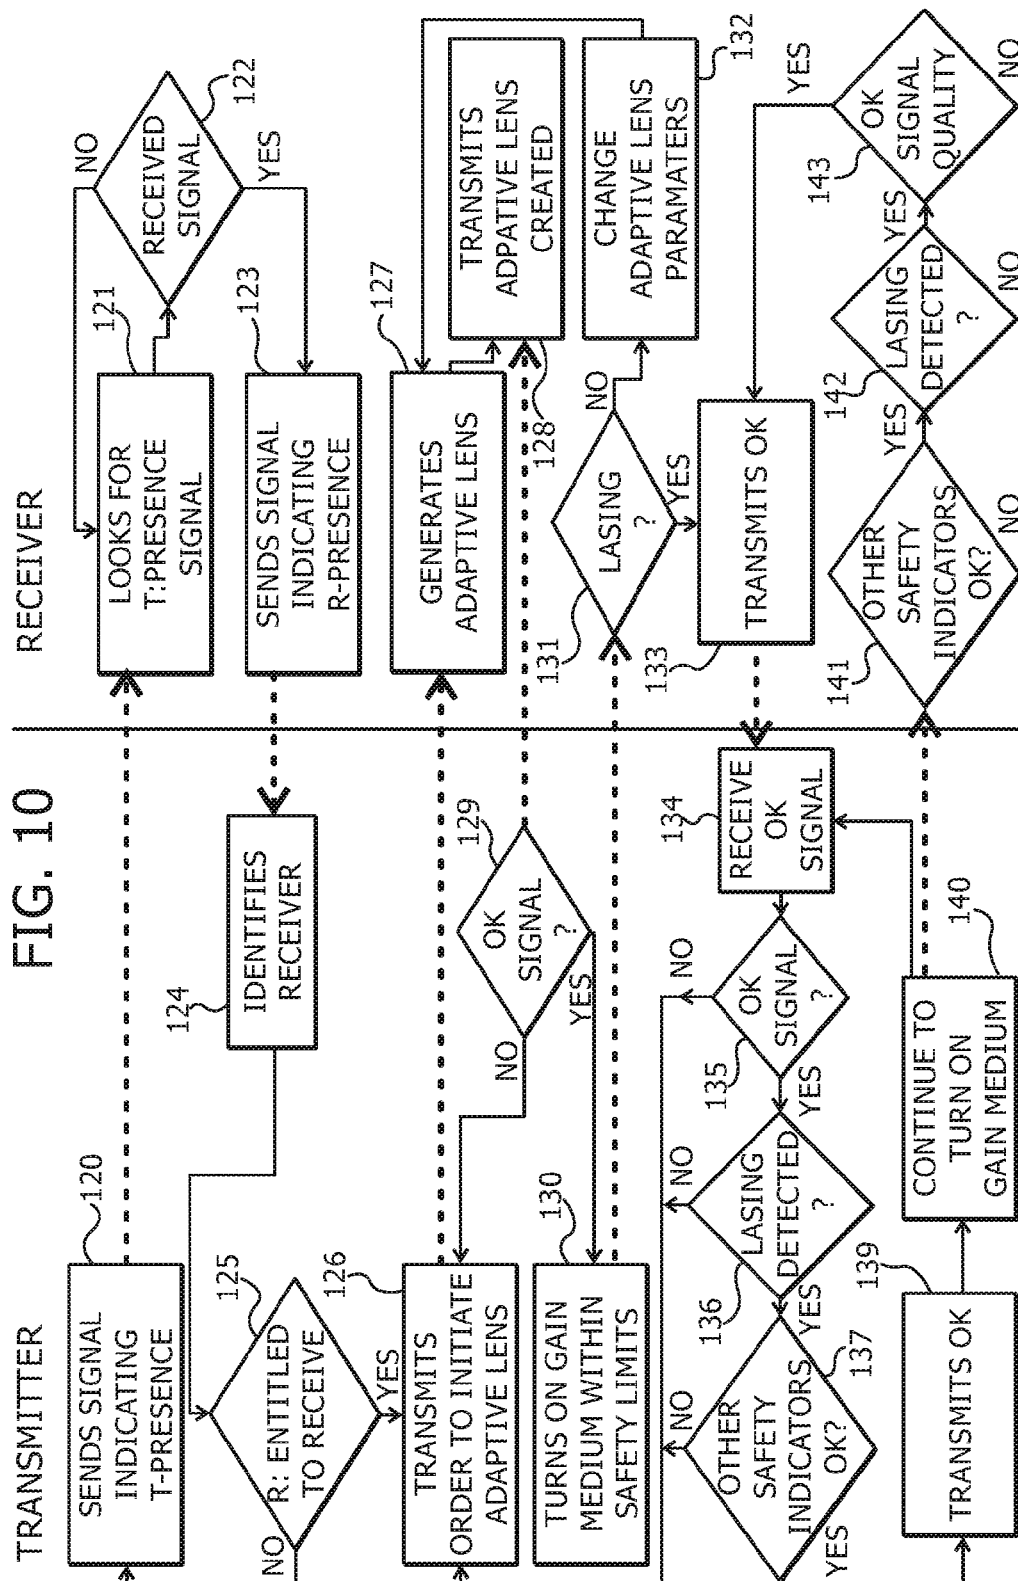 FIG. 10
TRANSMITTER
RECEIVER
SENDS SIGNAL
INDICATING
T-PRESENCE
120
LOOKS FOR
T:PRESENCE
SIGNAL
121
RECEIVED
SIGNAL
122
NO
YES
SENDS SIGNAL
INDICATING
R-PRESENCE
123
IDENTIFIES
RECEIVER
124
R.: ENTITLED
TO RECEIVE
125
NO
YES
TRANSMITS
ORDER TO INITIATE
ADAPTIVE LENS
126
GENERATES
ADAPTIVE LENS
127
TRANSMITS
ADPATIVE LENS
CREATED
128
OK
SIGNAL
?
129
NO
YES
TURNS ON GAIN
MEDIUM WITHIN
SAFETY LIMITS
130
LASING
?
131
NO
YES
CHANGE
ADAPTIVE LENS
PARAMATERS
132
TRANSMITS OK
133
RECEIVE
OK
SIGNAL
134
OK
SIGNAL
?
135
NO
YES
LASING
DETECTED
?
136
NO
YES
OTHER
SAFETY
INDICATORS
OK?
137
NO
YES
TRANSMITS OK
139
CONTINUE TO
TURN ON
GAIN MEDIUM
140
OTHER
SAFETY
INDICATORS
OK?
141
YES
NO
LASING
DETECTED
?
142
YES
NO
OK
SIGNAL
QUALITY
143
YES
NO